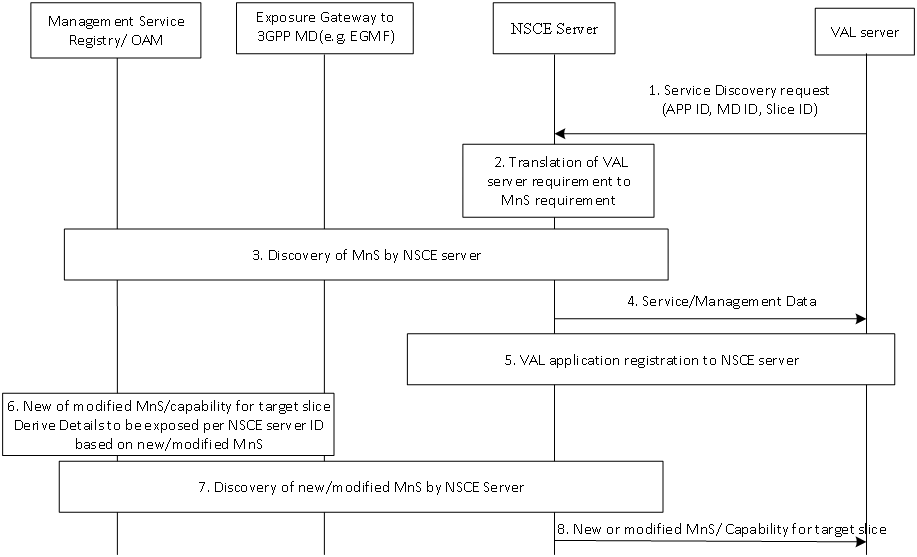 Management Service
Registry/ OAM
Exposure Gateway to
3GPP MD(e.g. EGMF)
NSCE Server
VAL server
1. Service Discovery request
(APP ID, MD ID, Slice ID)
2. Translation of VAL
server requirement to
MnS requirement
3. Discovery of MnS by NSCE server
4. Service/Management Data
5. VAL application registration to NSCE server
6. New of modified MnS/capability for target slice
Derive Details to be exposed per NSCE server ID
based on new/modified MnS
7. Discovery of new/modified MnS by NSCE Server
8. New or modified MnS/ Capability for target slice